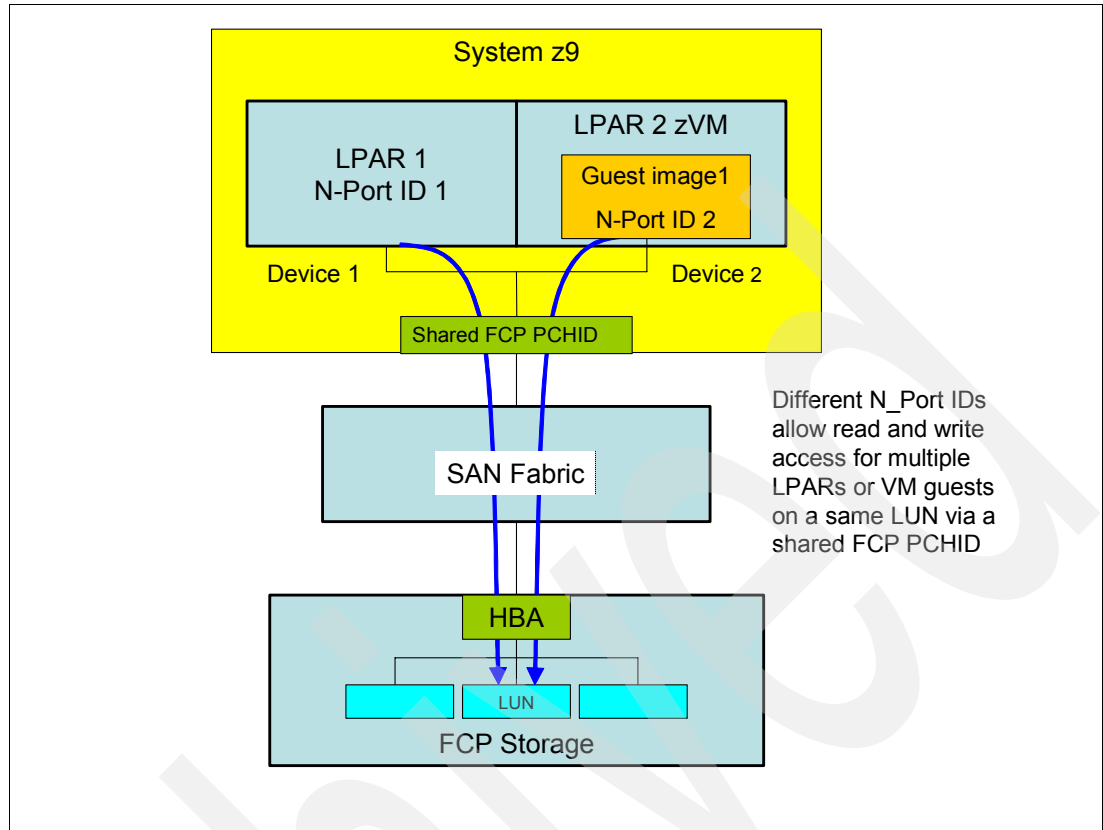 System z9
LPAR 1
N-Port ID 1
LPAR 2 zVM
Guest image1
N-Port ID 2
Device 1
Device 2
Shared FCP PCHID
Different N_Port IDs
allow read and write
access for multiple
LPARs or VM guests
on a same LUN via a
shared FCP PCHID
SAN Fabric
HBA
LUN
FCP Storage